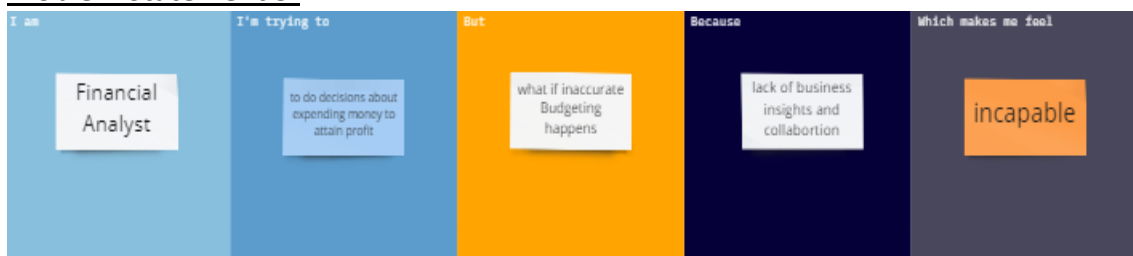 I am
Financial
Analyst
I'm trying to
to do decisions about
expending money to
attain profit
But
what if inaccurate
Budgeting
happens
Because
lack of business
insights and
collabortion
Which makes me feel
incapable